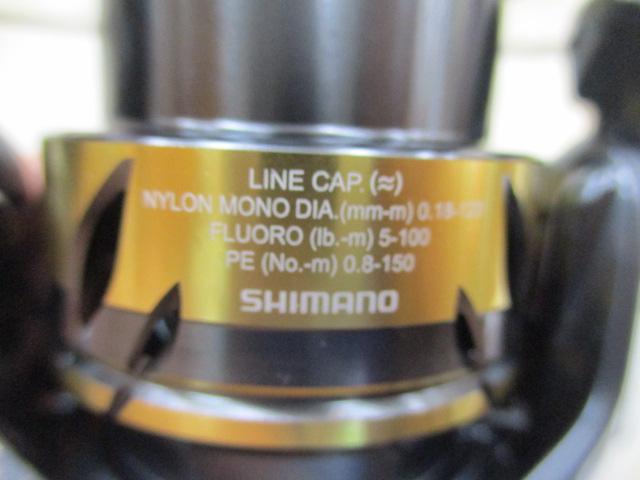 LINE CAP. (≈)
NYLON MONO DIA.(mm-m)
FLUORO (lb.-m) 5-100
PE (No.-m) 0.8-150
SHIMANO